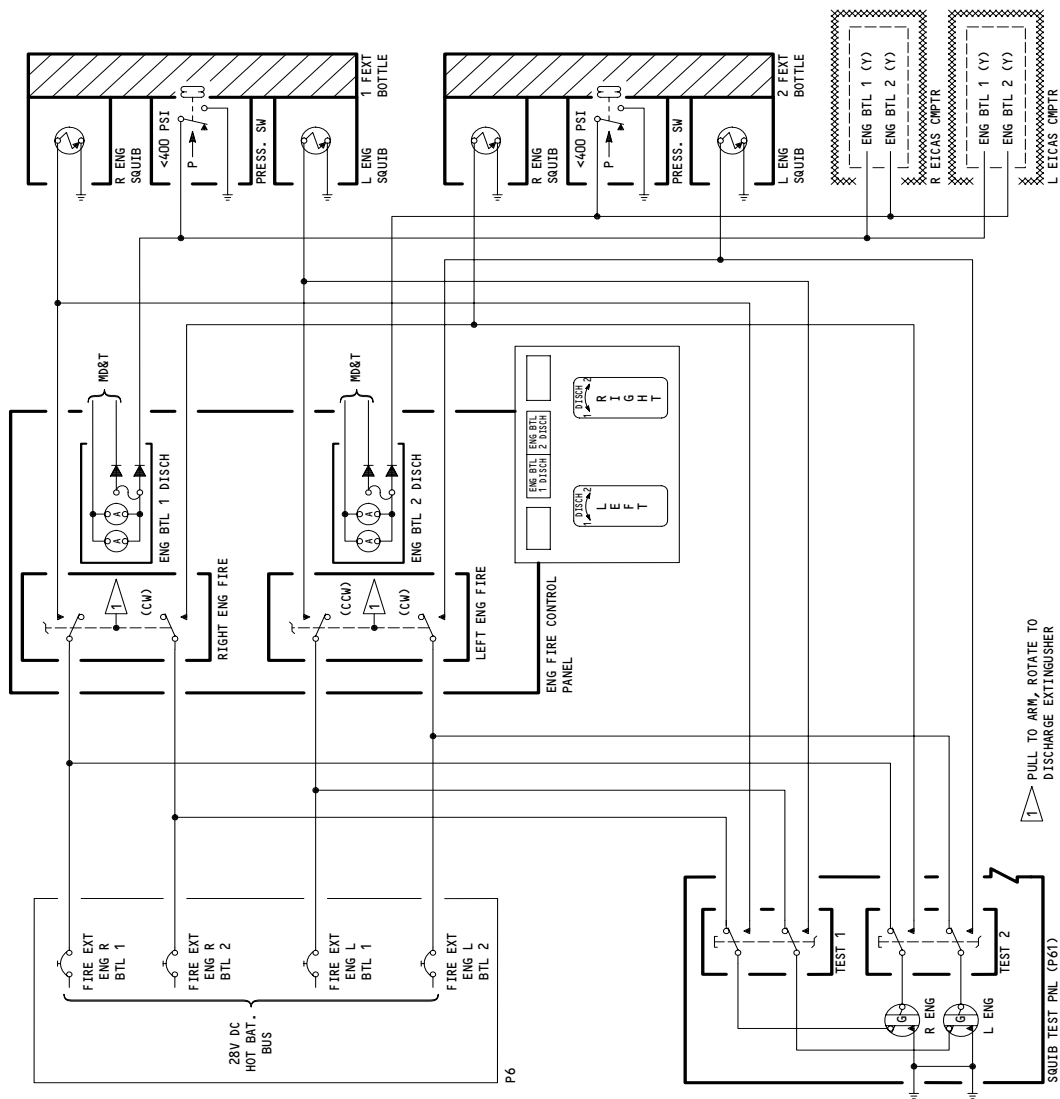 28V DC
HOT BAT.
BUS
FIRE EXT
ENG R
BTL 1
FIRE EXT
ENG R
BTL 2
FIRE EXT
ENG L
BTL 1
FIRE EXT
ENG L
BTL 2
P6
RIGHT ENG FIRE
1
(CW)
ENG BTL 1 DISCH
A
A
MD&T
LEFT ENG FIRE
(CCW)
1
(CW)
ENG BTL 2 DISCH
A
A
MD&T
ENG FIRE CONTROL
PANEL
ENG BTL
1 DISCH
ENG BTL
2 DISCH
DISCH
1 2
L
E
F
T
DISCH
1 2
R
I
G
H
T
R ENG
SQUIB
<400 PSI
P
PRESS. SW
L ENG
SQUIB
1 FEXT
BOTTLE
R ENG
SQUIB
<400 PSI
P
PRESS. SW
L ENG
SQUIB
2 FEXT
BOTTLE
ENG BTL 1 (Y)
ENG BTL 2 (Y)
R EICAS CMPTR
ENG BTL 1 (Y)
ENG BTL 2 (Y)
L EICAS CMPTR
TEST 1
TEST 2
G
R ENG
G
L ENG
SQUIB TEST PNL (P61)
1 PULL TO ARM, ROTATE TO
DISCHARGE EXTINGUSHER